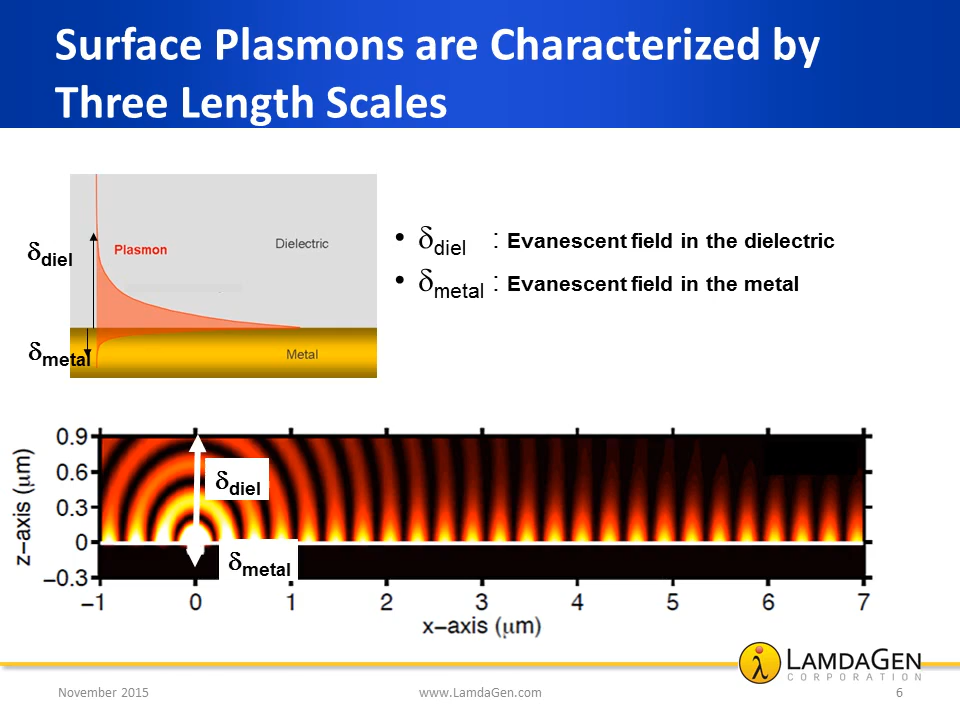 Surface Plasmons are Characterized by
Three Length Scales
δdiel
Plasmon
Dielectric
δmetal
Metal
• δdiel : Evanescent field in the dielectric
• δmetal : Evanescent field in the metal
z−axis (μm)
0.9
0.6
0.3
0
−0.3
δdiel
δmetal
−1 0 1 2 3 4 5 6 7
x−axis (μm)
λ LAMDAGEN
CORPORATION
November 2015 www.LamdaGen.com 6